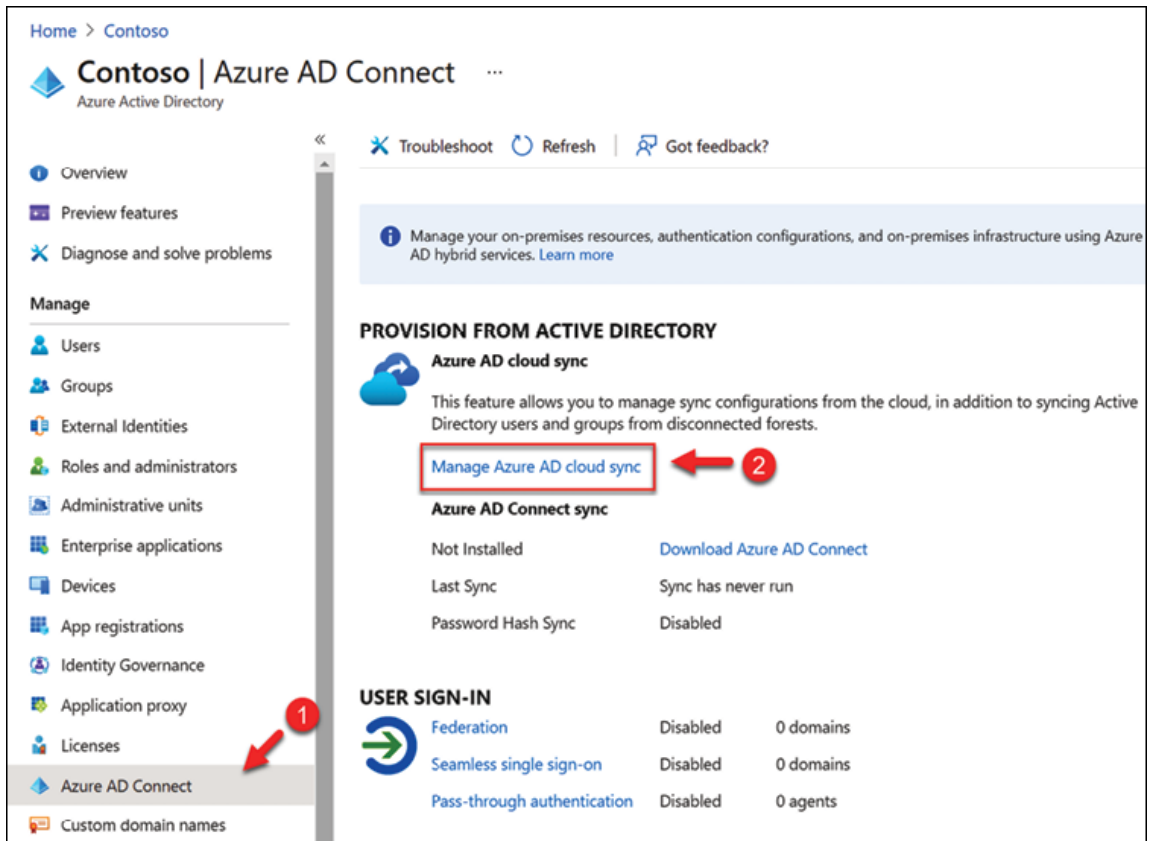 Home > Contoso
Contoso | Azure AD Connect ...
Azure Active Directory
«
Overview
Preview features
Diagnose and solve problems
Manage
Users
Groups
External Identities
Roles and administrators
Administrative units
Enterprise applications
Devices
App registrations
Identity Governance
Application proxy
1
Licenses
Azure AD Connect
Custom domain names
Troubleshoot Refresh Got feedback?
Manage your on-premises resources, authentication configurations, and on-premises infrastructure using Azure
AD hybrid services. Learn more
PROVISION FROM ACTIVE DIRECTORY
Azure AD cloud sync
This feature allows you to manage sync configurations from the cloud, in addition to syncing Active
Directory users and groups from disconnected forests.
Manage Azure AD cloud sync 2
Azure AD Connect sync
Not Installed Download Azure AD Connect
Last Sync Sync has never run
Password Hash Sync Disabled
USER SIGN-IN
Federation Disabled 0 domains
Seamless single sign-on Disabled 0 domains
Pass-through authentication Disabled 0 agents